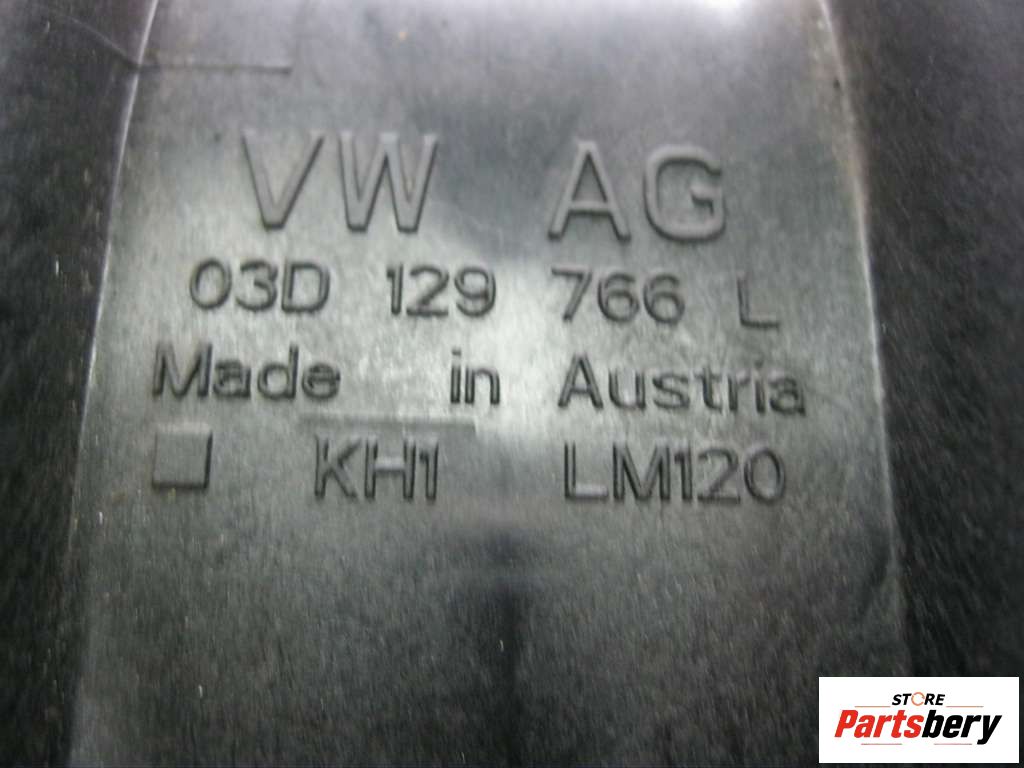 VW AG
03D 129 766 L
Made in Austria
KH1 LM120
STORE
Partsbery